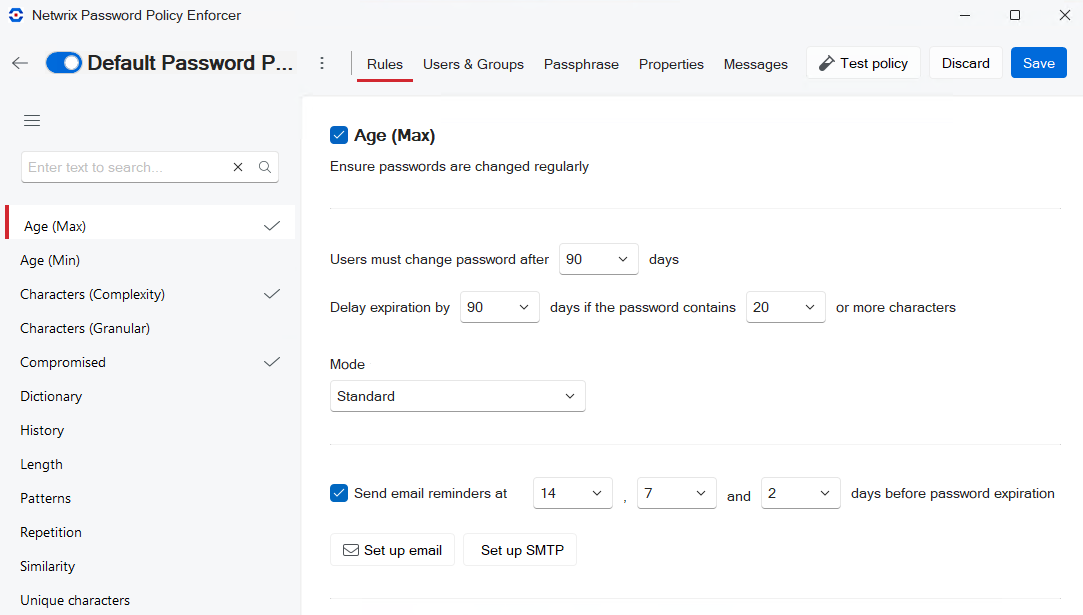 Netwrix Password Policy Enforcer
Default Password P...
Rules Users & Groups Passphrase Properties Messages Test policy Discard Save
Enter text to search...
Age (Max)
Age (Min)
Characters (Complexity)
Characters (Granular)
Compromised
Dictionary
History
Length
Patterns
Repetition
Similarity
Unique characters
Age (Max)
Ensure passwords are changed regularly
Users must change password after 90 days
Delay expiration by 90 days if the password contains 20 or more characters
Mode
Standard
Send email reminders at 14 , 7 and 2 days before password expiration
Set up email Set up SMTP